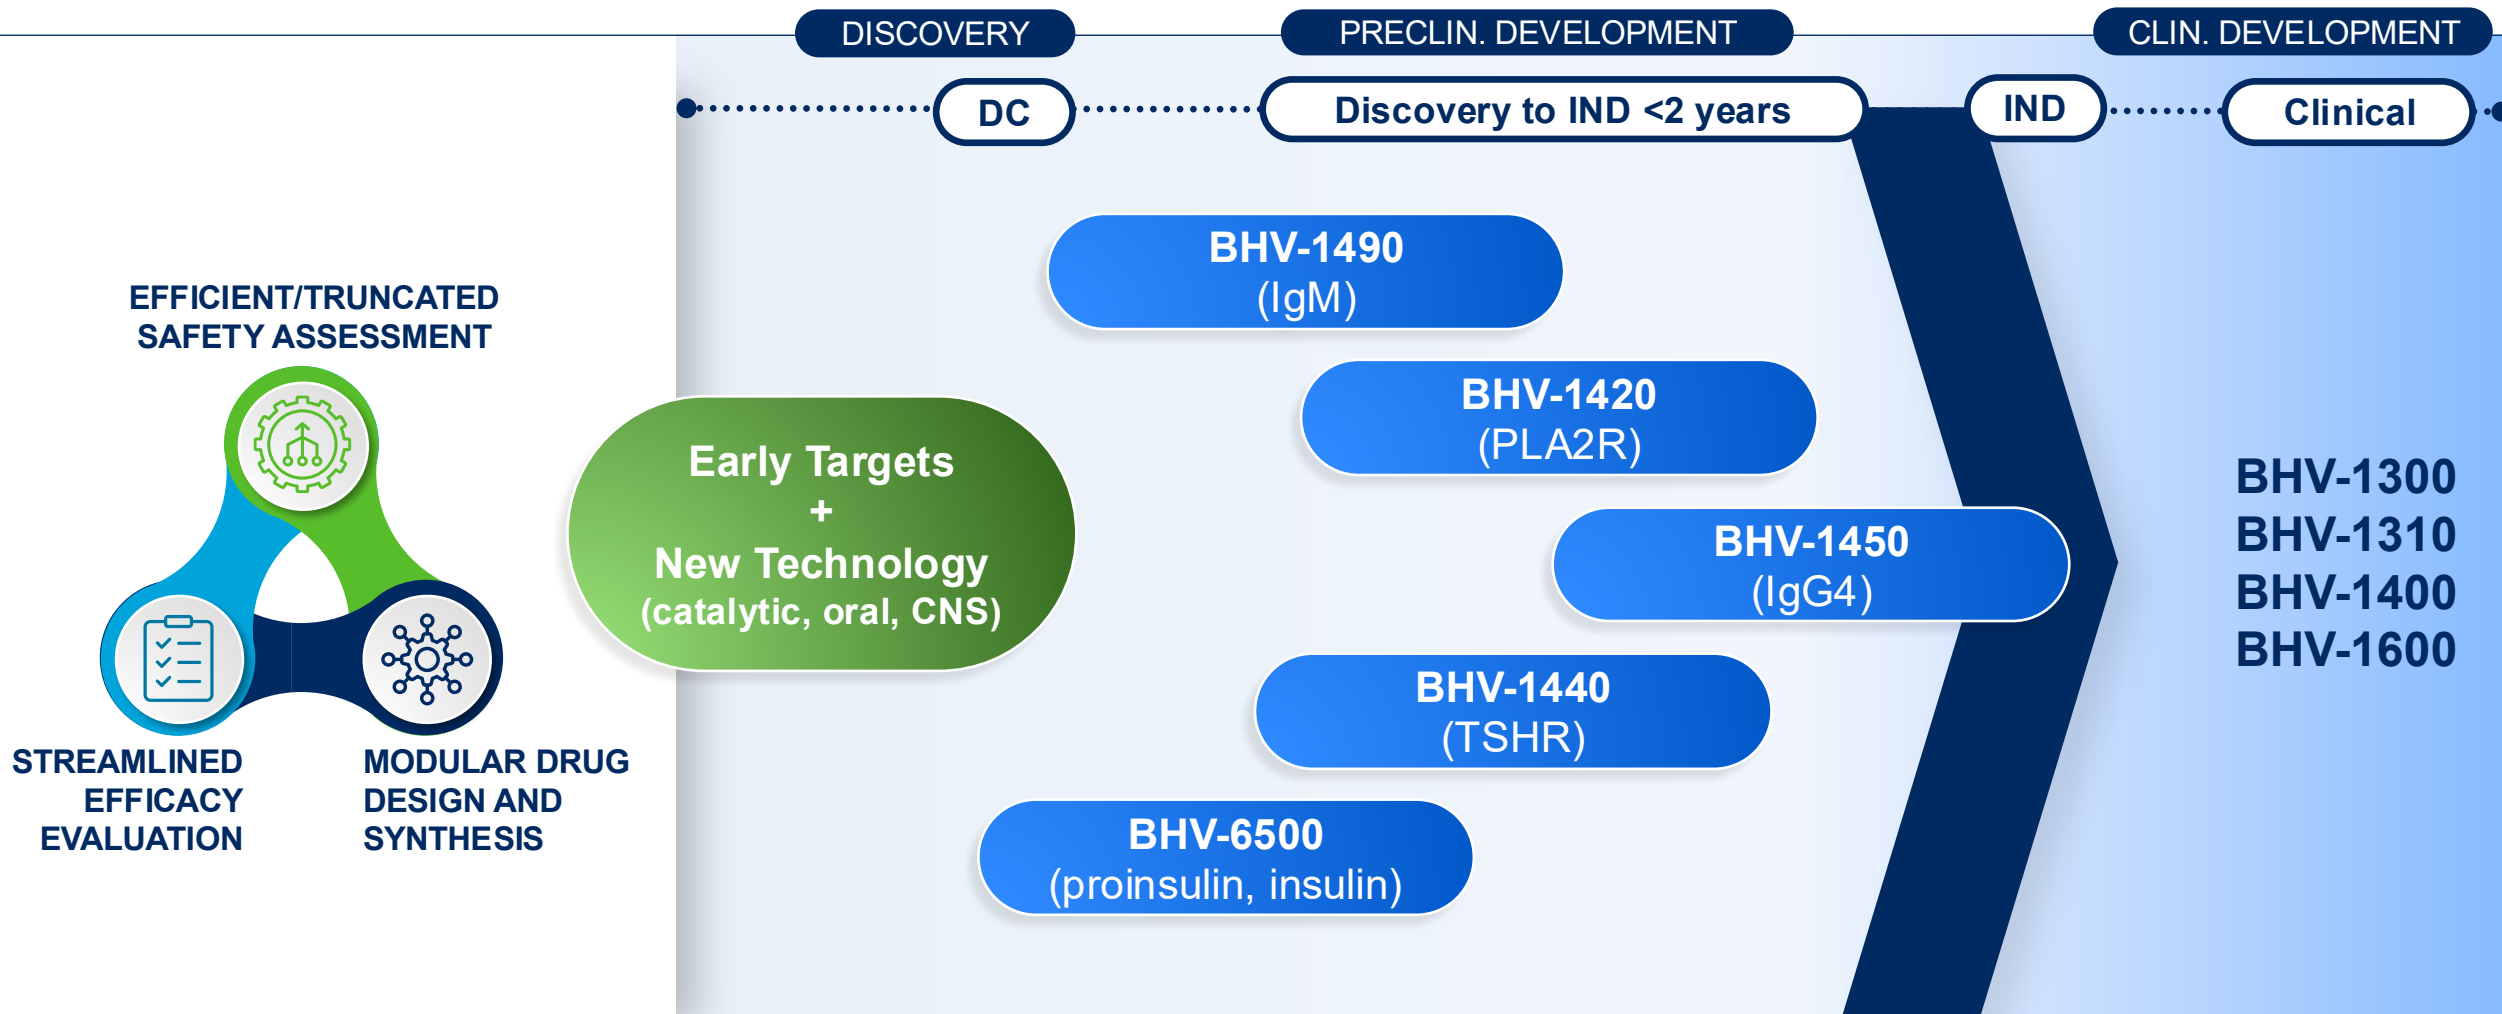 DISCOVERY
PRECLIN. DEVELOPMENT
CLIN. DEVELOPMENT
DC
Discovery to IND <2 years
IND
Clinical
EFFICIENT/TRUNCATED
SAFETY ASSESSMENT
STREAMLINED
EFFICACY
EVALUATION
MODULAR DRUG
DESIGN AND
SYNTHESIS
Early Targets
+
New Technology
(catalytic, oral, CNS)
BHV-1490
(IgM)
BHV-1420
(PLA2R)
BHV-1450
(IgG4)
BHV-1440
(TSHR)
BHV-6500
(proinsulin, insulin)
BHV-1300
BHV-1310
BHV-1400
BHV-1600